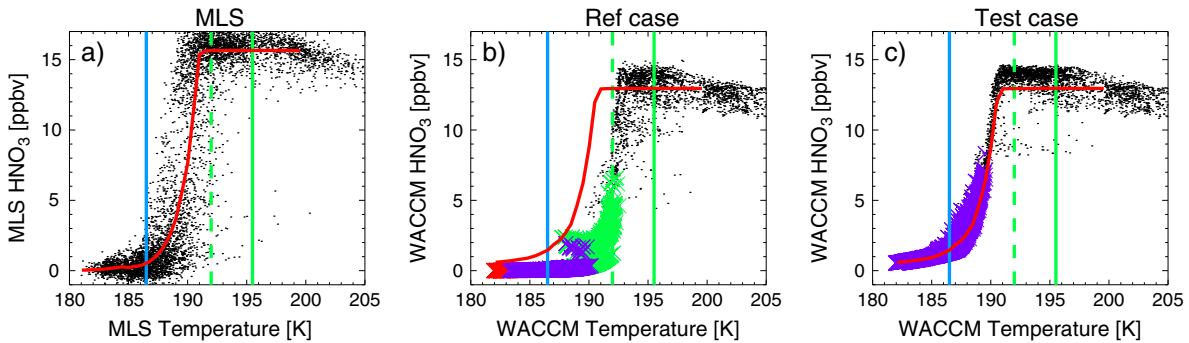 MLS
a)
15
10
5
0
MLS HNO3 [ppbv]
180 185 190 195 200 205
MLS Temperature [K]
Ref case
b)
15
10
5
0
WACCM HNO3 [ppbv]
180 185 190 195 200 205
WACCM Temperature [K]
Test case
c)
15
10
5
0
WACCM HNO3 [ppbv]
180 185 190 195 200 205
WACCM Temperature [K]